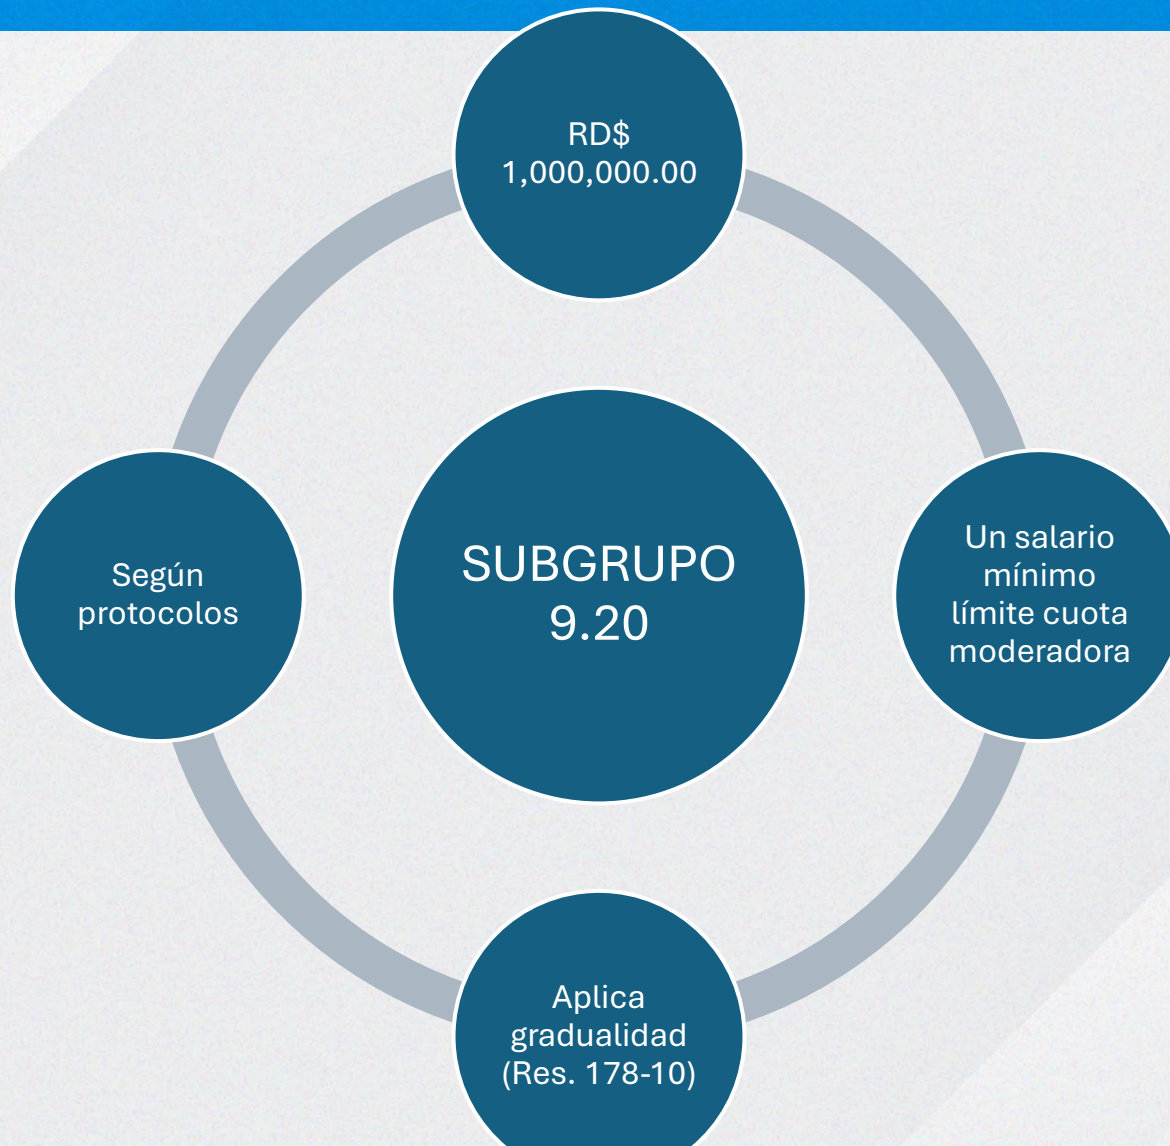 RD$
1,000,000.00
Según
protocolos
SUBGRUPO
9.20
Un salario
mínimo
límite cuota
moderadora
Aplica
gradualidad
(Res. 178-10)